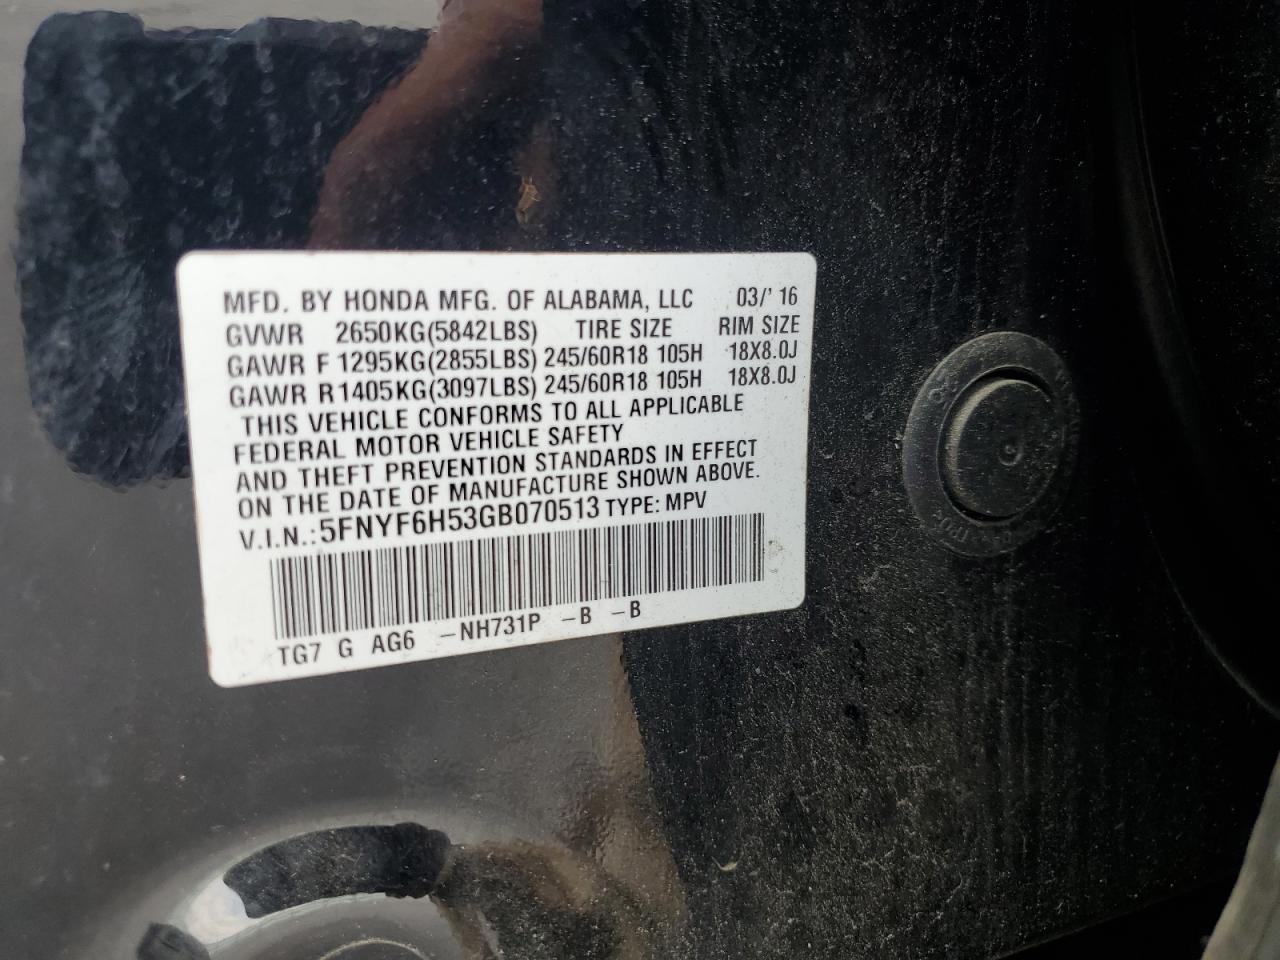 MFD. BY HONDA MFG. OF ALABAMA, LLC 03/' 16
GVWR 2650KG(5842LBS) TIRE SIZE RIM SIZE
GAWR F 1295KG(2855LBS) 245/60R18 105H 18X8.0J
GAWR R1405KG(3097LBS) 245/60R18 105H 18X8.0J
THIS VEHICLE CONFORMS TO ALL APPLICABLE
FEDERAL MOTOR VEHICLE SAFETY
AND THEFT PREVENTION STANDARDS IN EFFECT
ON THE DATE OF MANUFACTURE SHOWN ABOVE.
V.I.N.:5FNYF6H53GB070513 TYPE: MPV
TG7 G AG6 -NH731P -B -B